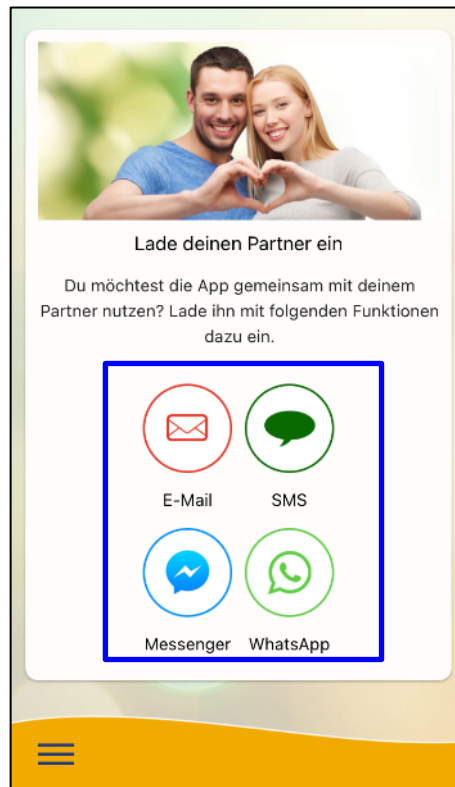 Lade deinen Partner ein
Du möchtest die App gemeinsam mit deinem
Partner nutzen? Lade ihn mit folgenden Funktionen
dazu ein.
E-Mail SMS
Messenger WhatsApp